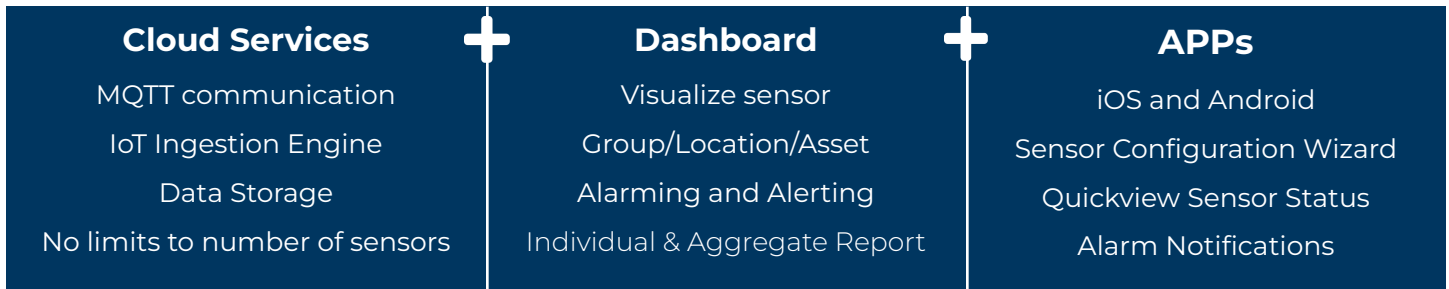 Cloud Services
MQTT communication
IoT Ingestion Engine
Data Storage
No limits to number of sensors
Dashboard
Visualize sensor
Group/Location/Asset
Alarming and Alerting
Individual & Aggregate Report
APPs
iOS and Android
Sensor Configuration Wizard
Quickview Sensor Status
Alarm Notifications